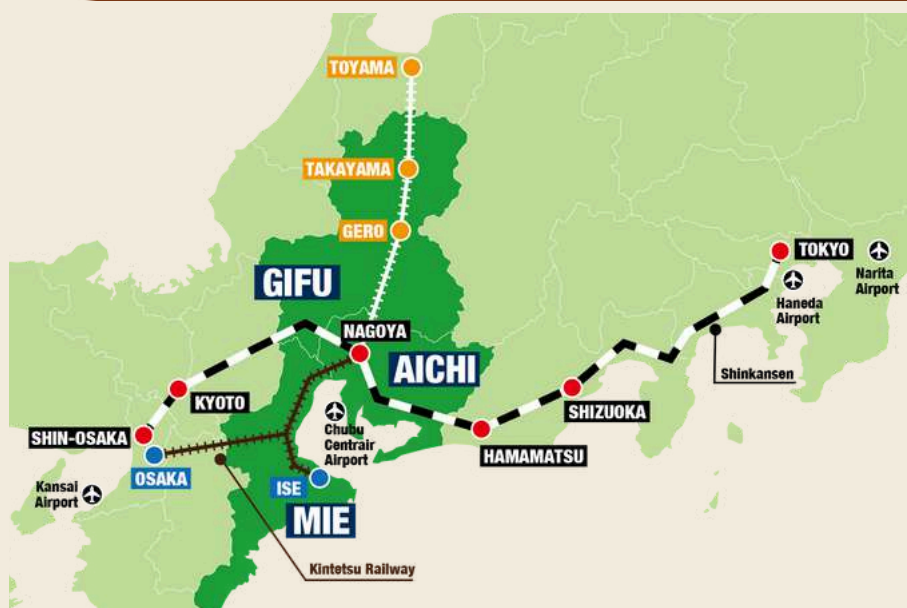 TOYAMA
TAKAYAMA
GERO
TOKYO
Narita
Airport
Haneda
Airport
GIFU
NAGOYA
AICHI
Shinkansen
KYOTO
SHIZUOKA
SHIN-OSAKA
Chubu
Centrair
Airport
HAMAMATSU
OSAKA
ISE
Kansai
Airport
MIE
Kintetsu Railway